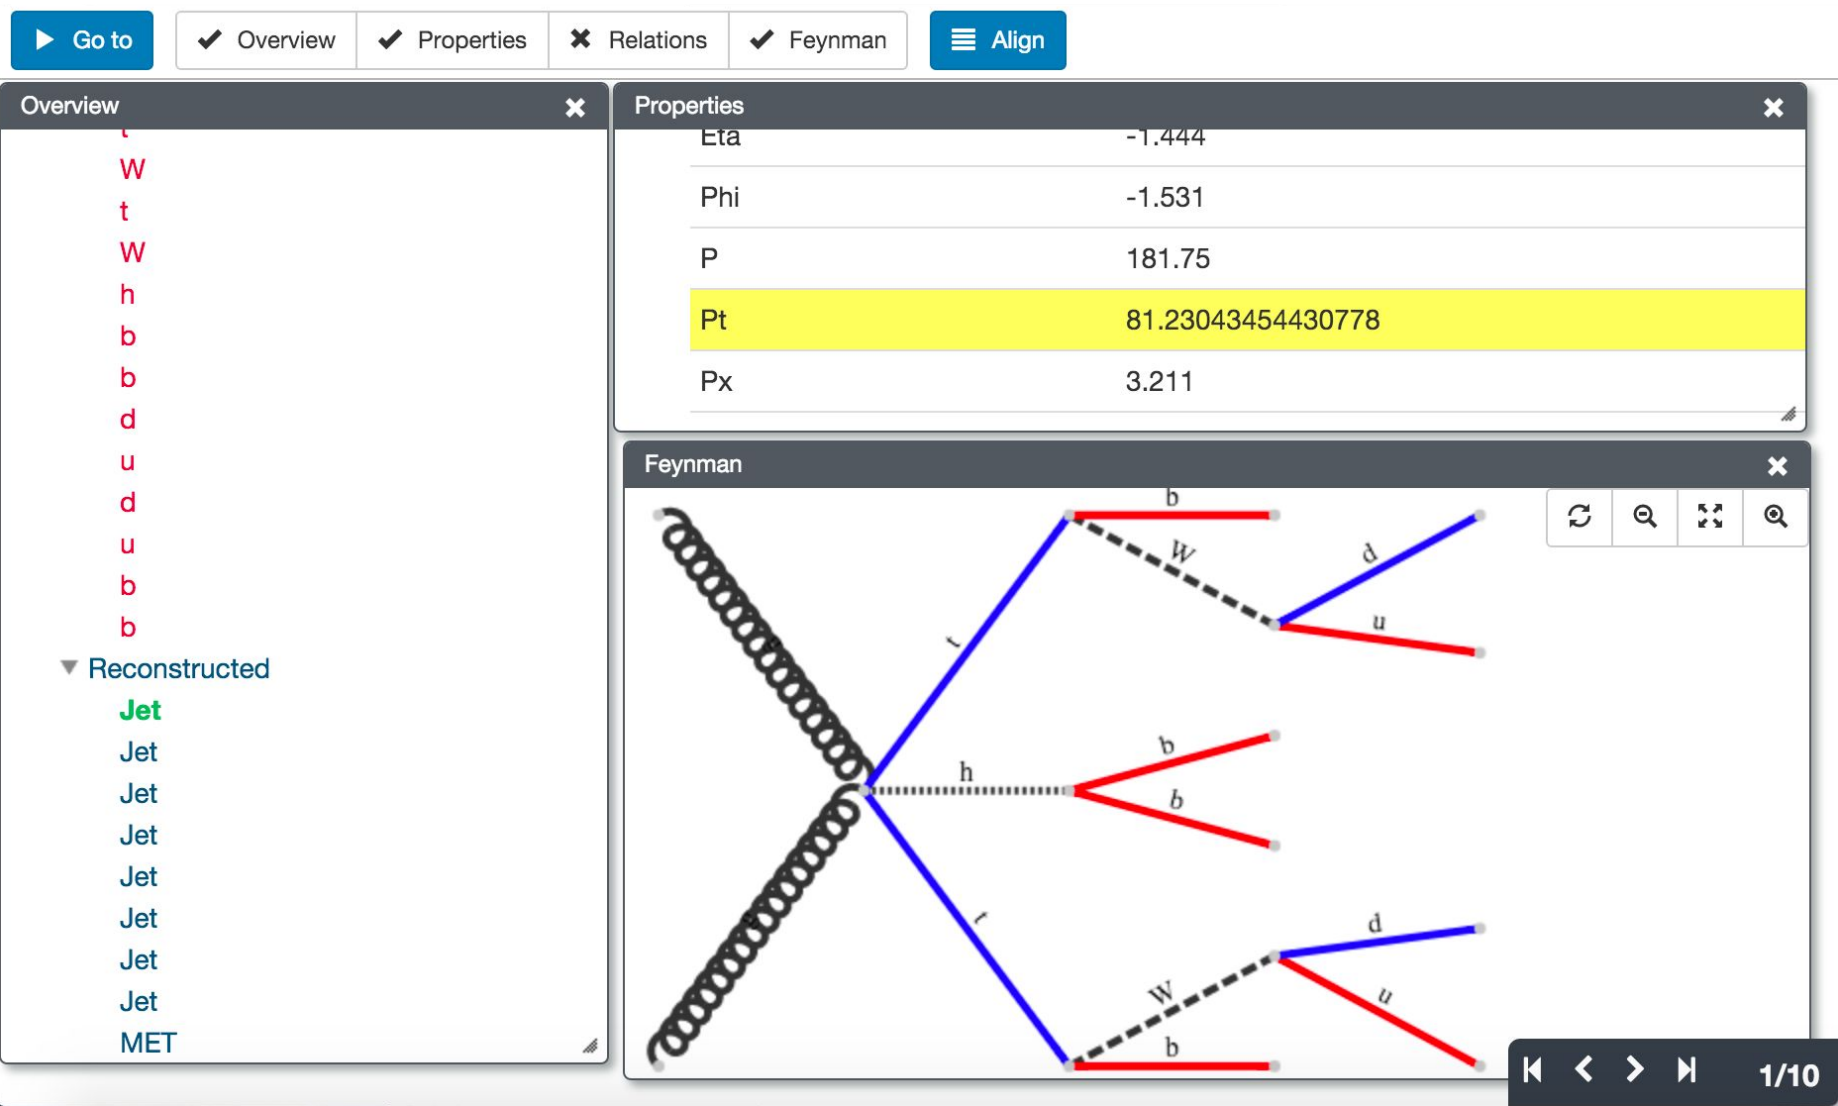 Go to
Overview
Properties
Relations
Feynman
Align
Overview
t
W
t
W
h
b
b
d
u
d
u
b
b
Reconstructed
Jet
Jet
Jet
Jet
Jet
Jet
Jet
Jet
MET
Properties
Eta -1.444
Phi -1.531
P 181.75
Pt 81.23043454430778
Px 3.211
Feynman
b
W
d
u
t
h
b
b
t
d
W
u
b
1/10